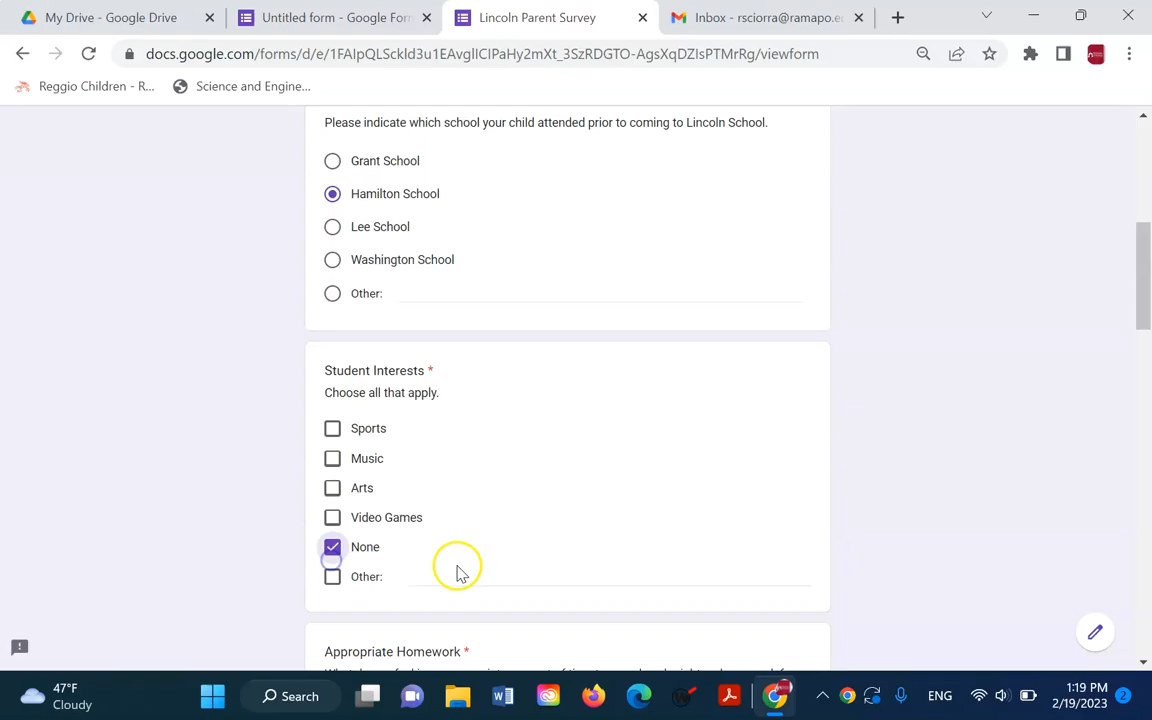 My Drive - Google Drive
Untitled form - Google For
Lincoln Parent Survey
Inbox - rsciorra@ramapo.e
docs.google.com/forms/d/e/1FAIpQLSckld3u1EAvgllCIPaHy2mXt_3SzRDGTO-AgsXqDZIsPTMrRg/viewform
Reggio Children - R...
Science and Engine...
Please indicate which school your child attended prior to coming to Lincoln School.
Grant School
Hamilton School
Lee School
Washington School
Other:
Student Interests *
Choose all that apply.
Sports
Music
Arts
Video Games
None
Other:
Appropriate Homework *
47°F
Cloudy
Search
ENG
1:19 PM
2/19/2023
2